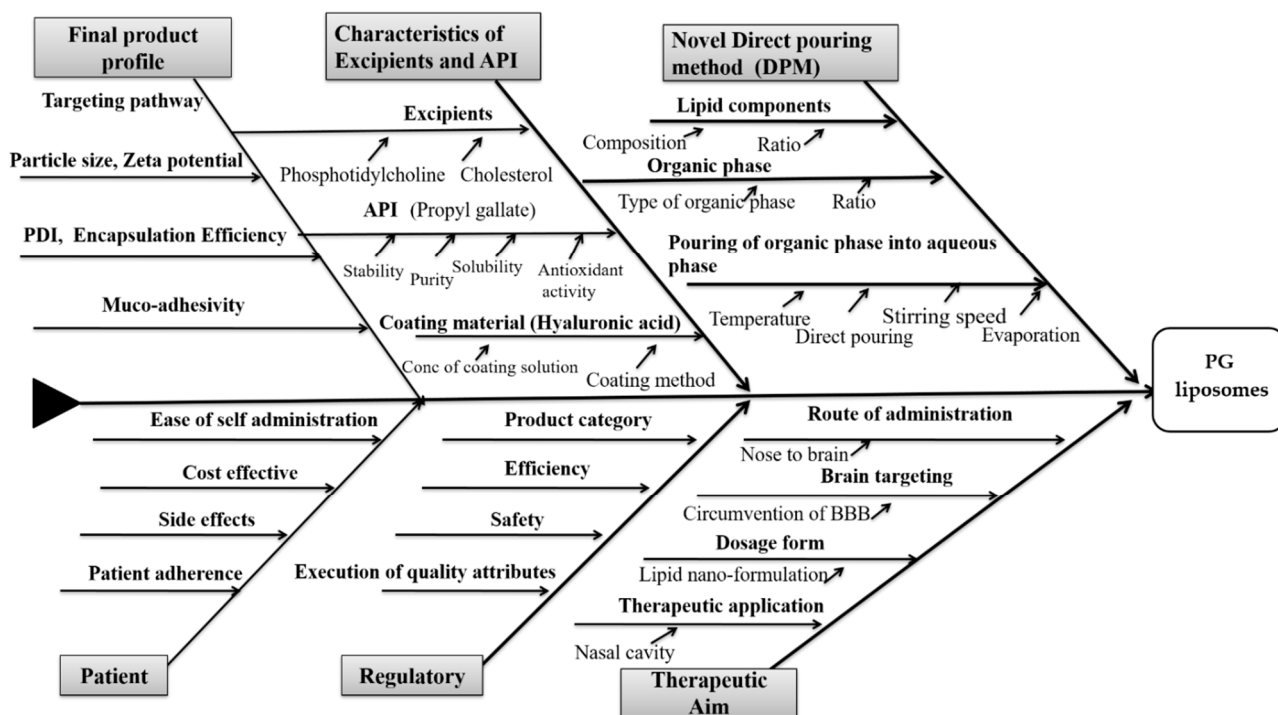 Final product
profile
Characteristics of
Excipients and API
Novel Direct pouring
method (DPM)
Targeting pathway
Particle size, Zeta potential
PDI, Encapsulation Efficiency
Muco-adhesivity
Excipients
Phosphotidylcholine
Cholesterol
API (Propyl gallate)
Stability
Purity
Solubility
Antioxidant
activity
Coating material (Hyaluronic acid)
Conc of coating solution
Coating method
Lipid components
Composition
Ratio
Organic phase
Type of organic phase
Ratio
Pouring of organic phase into aqueous
phase
Temperature
Direct pouring
Stirring speed
Evaporation
PG
liposomes
Ease of self administration
Cost effective
Side effects
Patient adherence
Patient
Product category
Efficiency
Safety
Execution of quality attributes
Regulatory
Route of administration
Nose to brain
Brain targeting
Circumvention of BBB
Dosage form
Lipid nano-formulation
Therapeutic application
Nasal cavity
Therapeutic
Aim